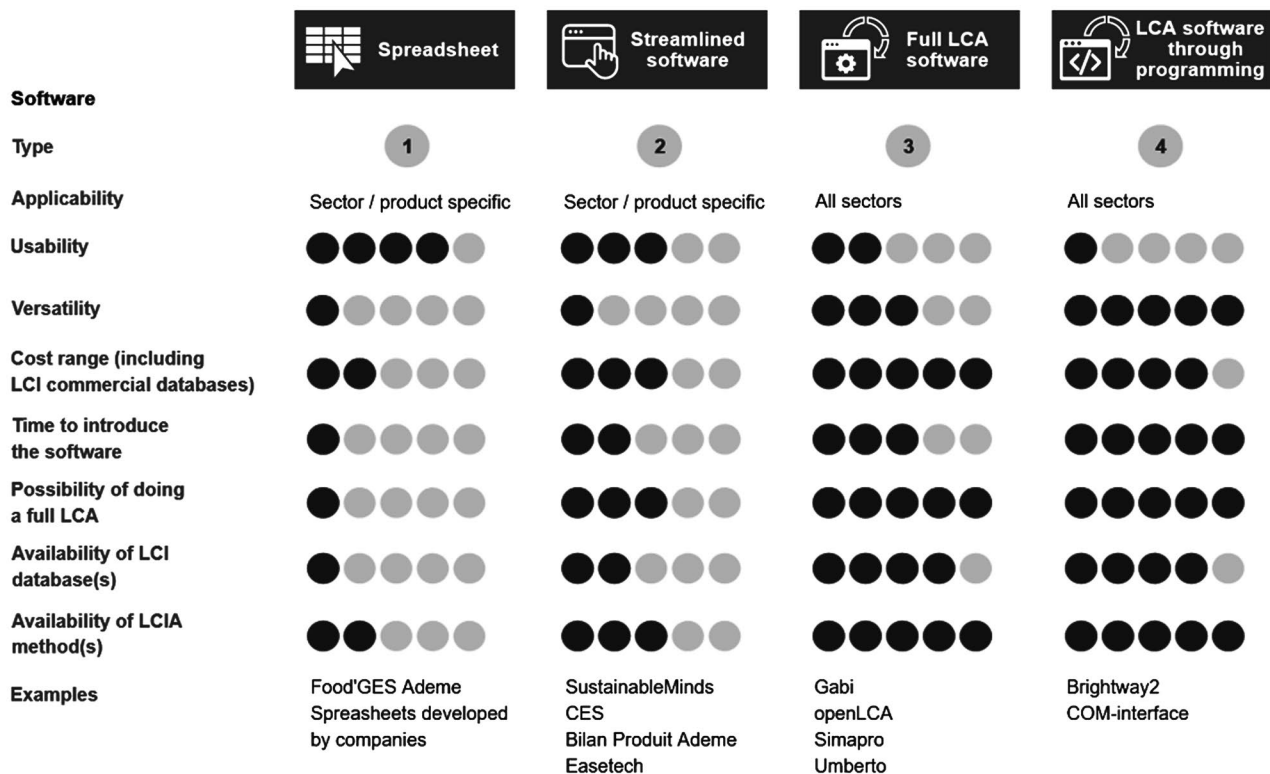 Spreadsheet
Streamlined
software
Full LCA
software
LCA software
through
programming
Software
Type
1
2
3
4
Applicability
Sector / product specific
Sector / product specific
All sectors
All sectors
Usability
Versatility
Cost range (including
LCI commercial databases)
Time to introduce
the software
Possibility of doing
a full LCA
Availability of LCI
database(s)
Availability of LCIA
method(s)
Examples
Food'GES Ademe
Spreasheets developed
by companies
SustainableMinds
CES
Bilan Produit Ademe
Easetech
Gabi
openLCA
Simapro
Umberto
Brightway2
COM-interface